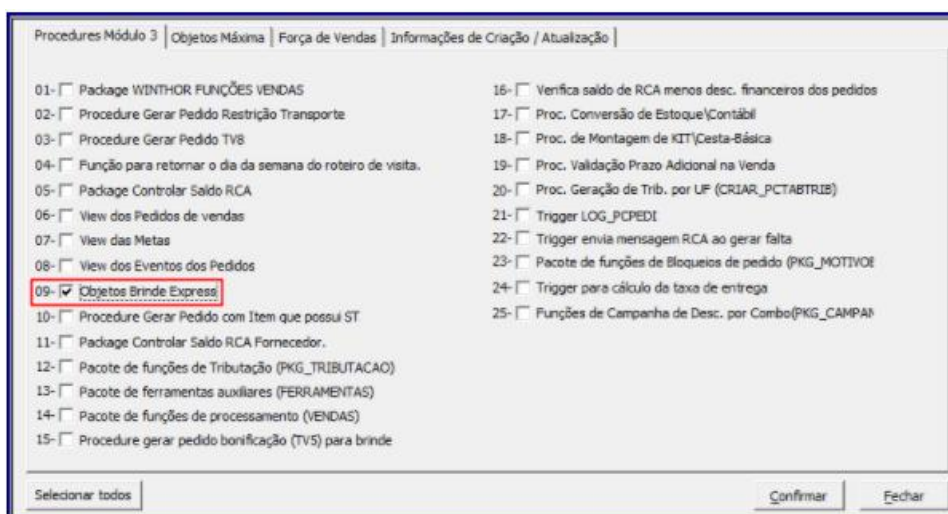 Procedures Módulo 3 | Objetos Máxima | Força de Vendas | Informações de Criação / Atualização
01- Package WINTHOR FUNÇÕES VENDAS
02- Procedure Gerar Pedido Restrição Transporte
03- Procedure Gerar Pedido TV8
04- Função para retornar o dia da semana do roteiro de visita.
05- Package Controlar Saldo RCA
06- View dos Pedidos de vendas
07- View das Metas
08- View dos Eventos dos Pedidos
09- Objetos Brinde Express
10- Procedure Gerar Pedido com Item que possui ST
11- Package Controlar Saldo RCA Fornecedor.
12- Pacote de funções de Tributação (PKG_TRIBUTACAO)
13- Pacote de ferramentas auxiliares (FERRAMENTAS)
14- Pacote de funções de processamento (VENDAS)
15- Procedure gerar pedido bonificação (TV5) para brinde
16- Verifica saldo de RCA menos desc. financeiros dos pedidos
17- Proc. Conversão de Estoque\Contábil
18- Proc. de Montagem de KIT\Cesta-Básica
19- Proc. Validação Prazo Adicional na Venda
20- Proc. Geração de Trib. por UF (CRIAR_PCTABTRIB)
21- Trigger LOG_PCPEDI
22- Trigger envia mensagem RCA ao gerar falta
23- Pacote de funções de Bloqueios de pedido (PKG_MOTIVOE
24- Trigger para cálculo da taxa de entrega
25- Funções de Campanha de Desc. por Combo(PKG_CAMPAN
Selecionar todos
Confirmar
Fechar